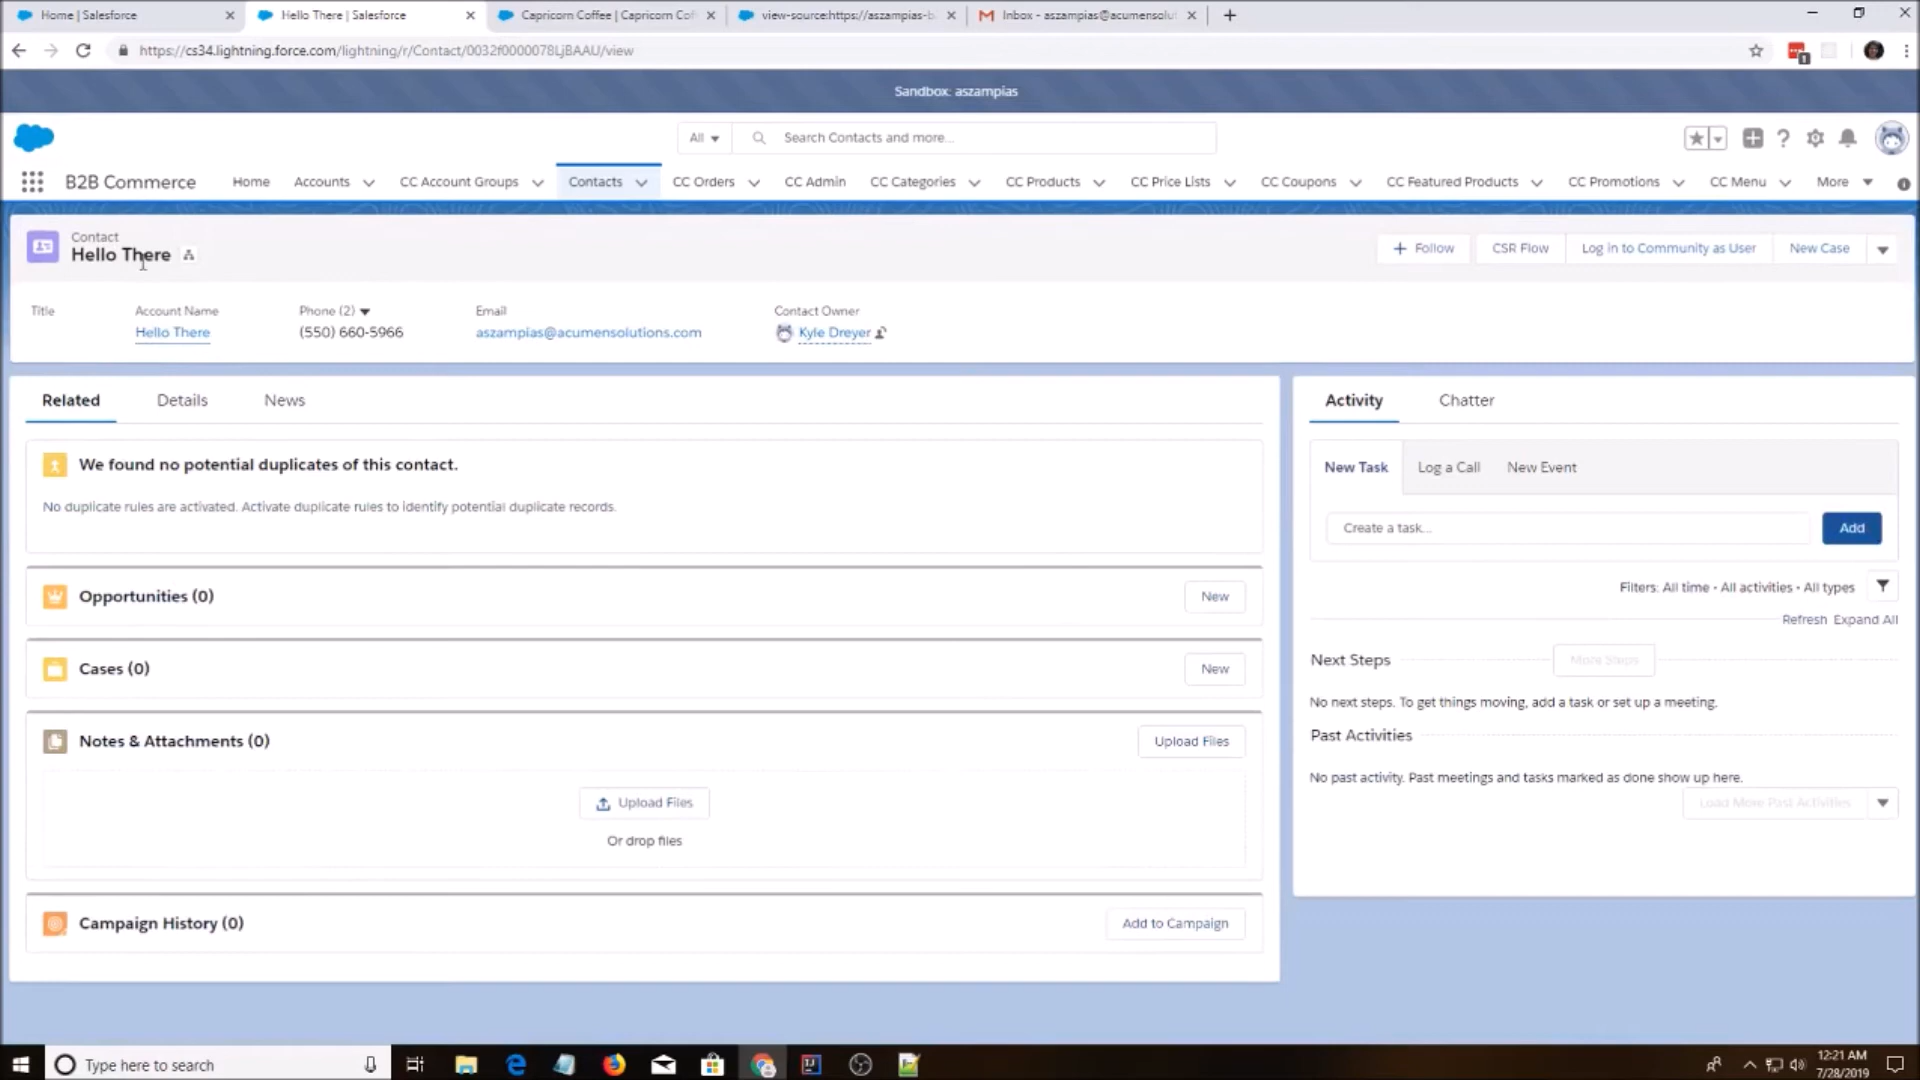 Home | Salesforce
Hello There | Salesforce
Capricorn Coffee | Capricorn Cof
view-source:https://aszampias-b
Inbox - aszampias@acumensolut
https://cs34.lightning.force.com/lightning/r/Contact/0032f0000078LjBAAU/view
1
Sandbox: aszampias
All
Search Contacts and more...
B2B Commerce
Home
Accounts
CC Account Groups
Contacts
CC Orders
CC Admin
CC Categories
CC Products
CC Price Lists
CC Coupons
CC Featured Products
CC Promotions
CC Menu
More
Contact
Hello There
Follow
CSR Flow
Log in to Community as User
New Case
Title
Account Name
Hello There
Phone (2)
(550) 660-5966
Email
aszampias@acumensolutions.com
Contact Owner
Kyle Dreyer
Related
Details
News
We found no potential duplicates of this contact.
No duplicate rules are activated. Activate duplicate rules to identify potential duplicate records.
Opportunities (0)
New
Cases (0)
New
Notes & Attachments (0)
Upload Files
Upload Files
Or drop files
Campaign History (0)
Add to Campaign
Activity
Chatter
New Task
Log a Call
New Event
Create a task...
Add
Filters: All time • All activities • All types
Refresh
Expand All
Next Steps
More Steps
No next steps. To get things moving, add a task or set up a meeting.
Past Activities
No past activity. Past meetings and tasks marked as done show up here.
Load More Past Activities
Type here to search
12:21 AM
7/28/2019